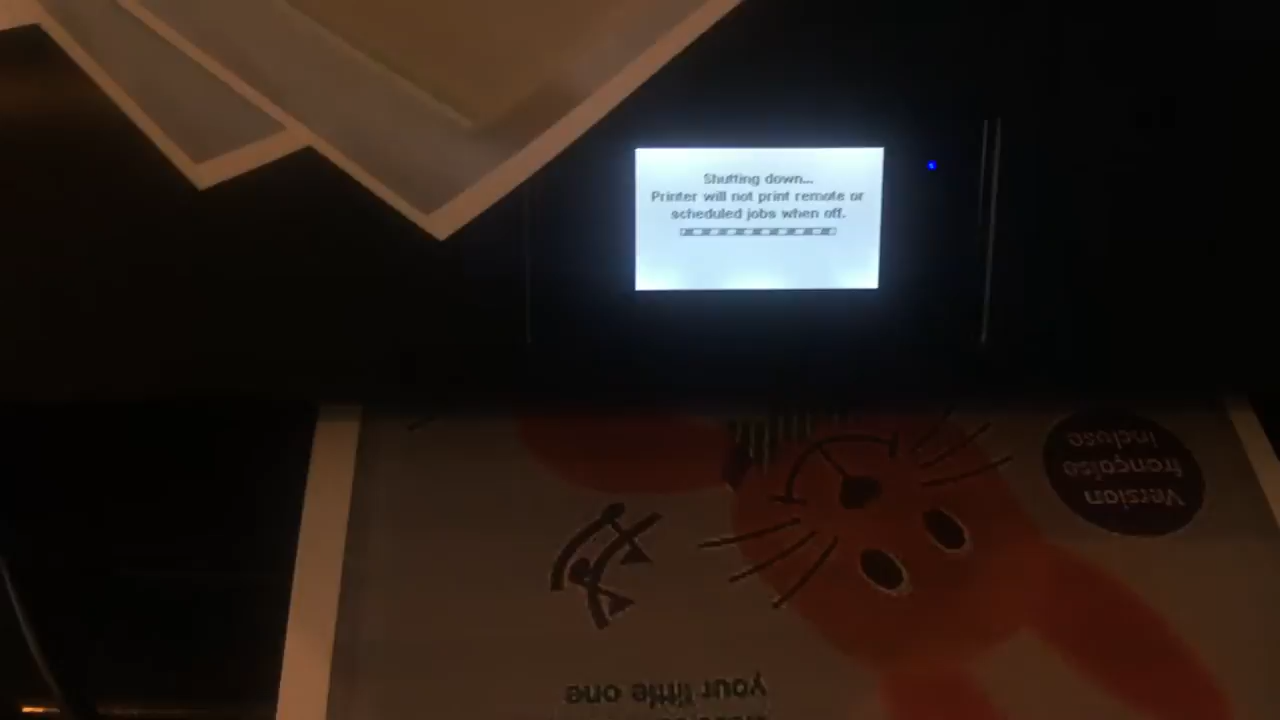 Shutting down...
Printer will not print remote or
scheduled jobs when off.
Version
française
incluse
your little one